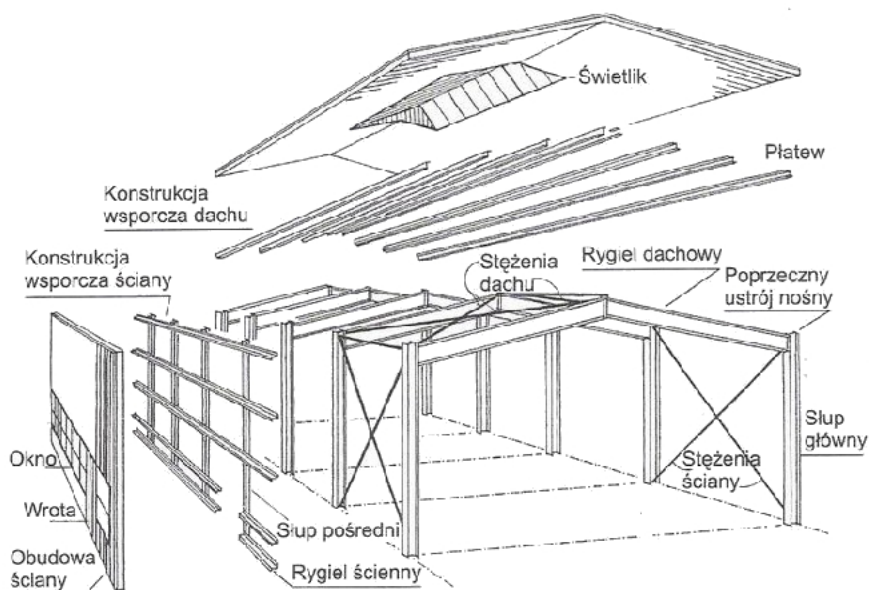 Świetlik
Płatew
Konstrukcja
wsporcza dachu
Konstrukcja
wsporcza ściany
Stężenia
dachu
Rygiel dachowy
Poprzeczny
ustrój nośny
Słup
główny
Stężenia
ściany
Okno
Wrota
Słup pośredni
Obudowa
ściany
Rygiel ścienny